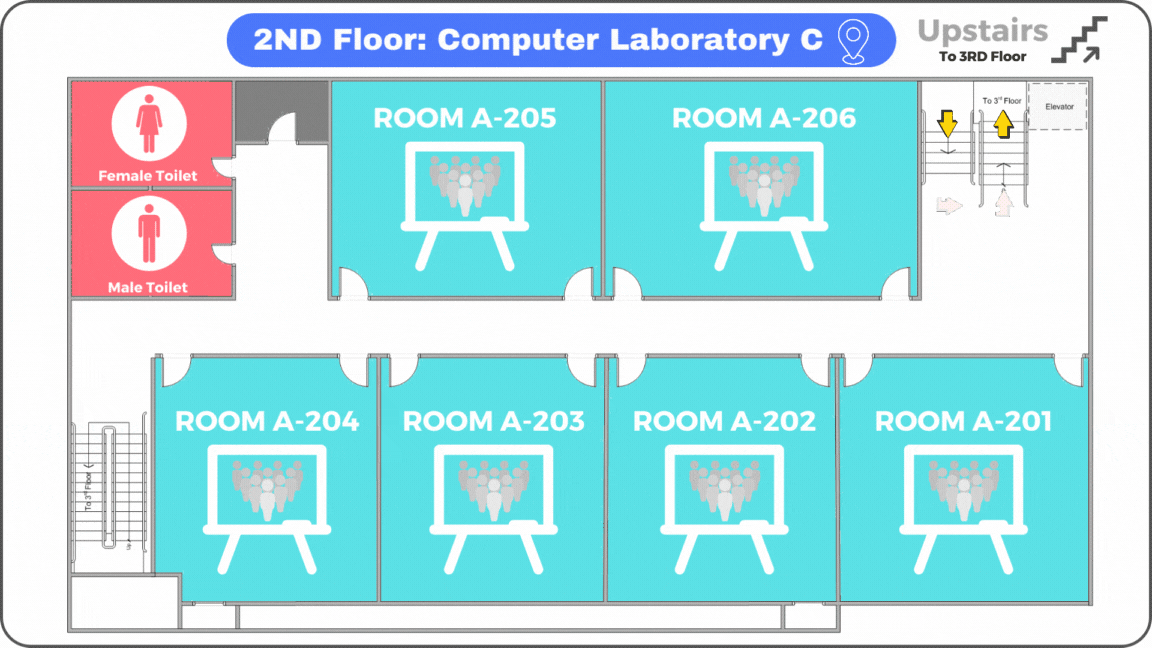 2ND Floor: Computer Laboratory C
Upstairs
To 3RD Floor
Female Toilet
Male Toilet
ROOM A-205
ROOM A-206
To 3rd Floor
Elevator
ROOM A-204
ROOM A-203
ROOM A-202
ROOM A-201
To 3rd Floor
Up